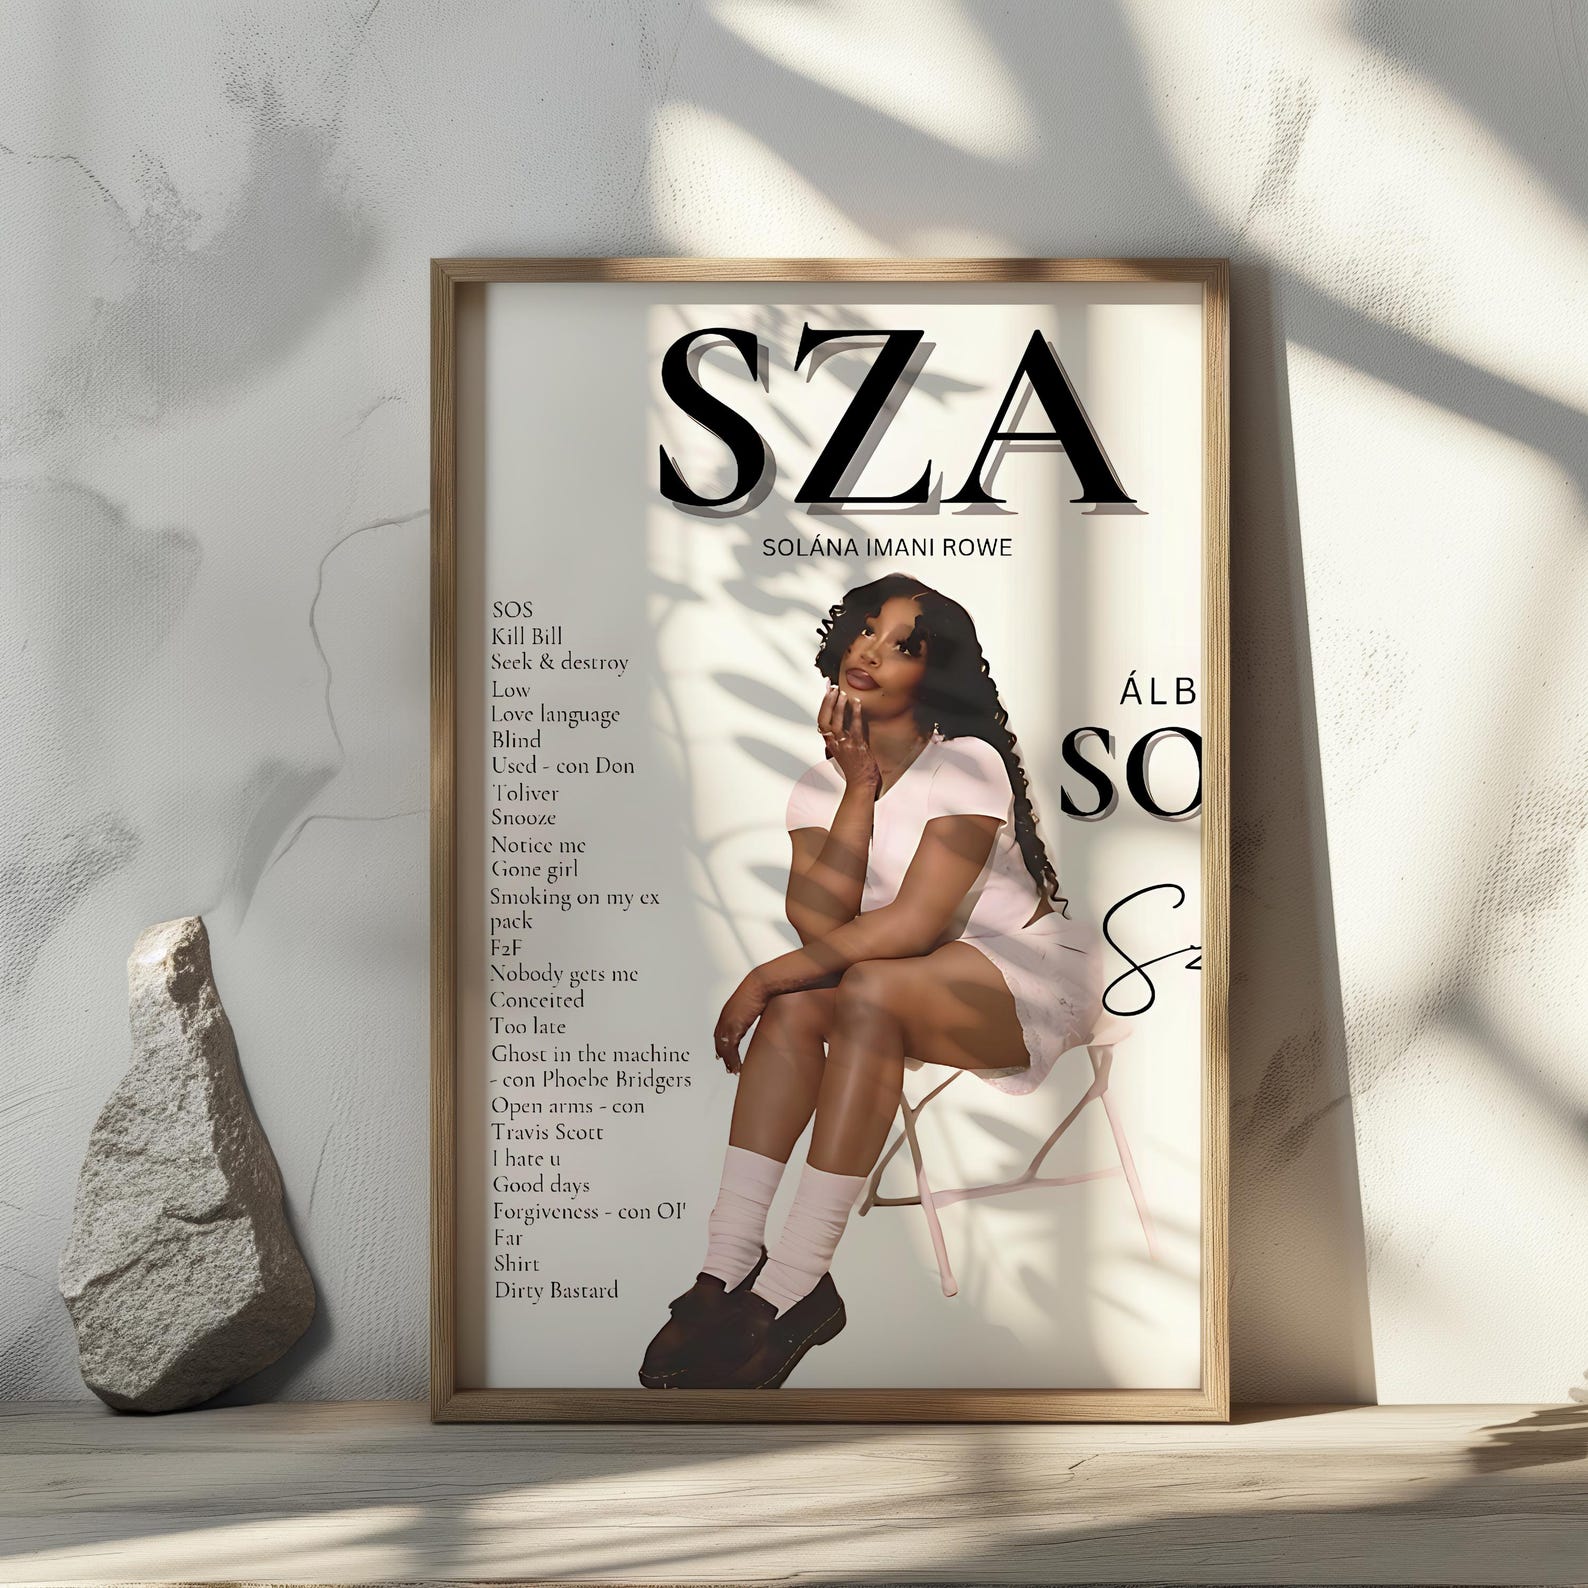 SZA
SOLÁNA IMANI ROWE
SOS
Kill Bill
Seek & destroy
Low
Love language
Blind
Used - con Don
Toliver
Snooze
Notice me
Gone girl
Smoking on my ex
pack
F2F
Nobody gets me
Conceited
Too late
Ghost in the machine
- con Phoebe Bridgers
Open arms - con
Travis Scott
I hate u
Good days
Forgiveness - con Ol'
Far
Shirt
Dirty Bastard
ÁLB
SO
Sz